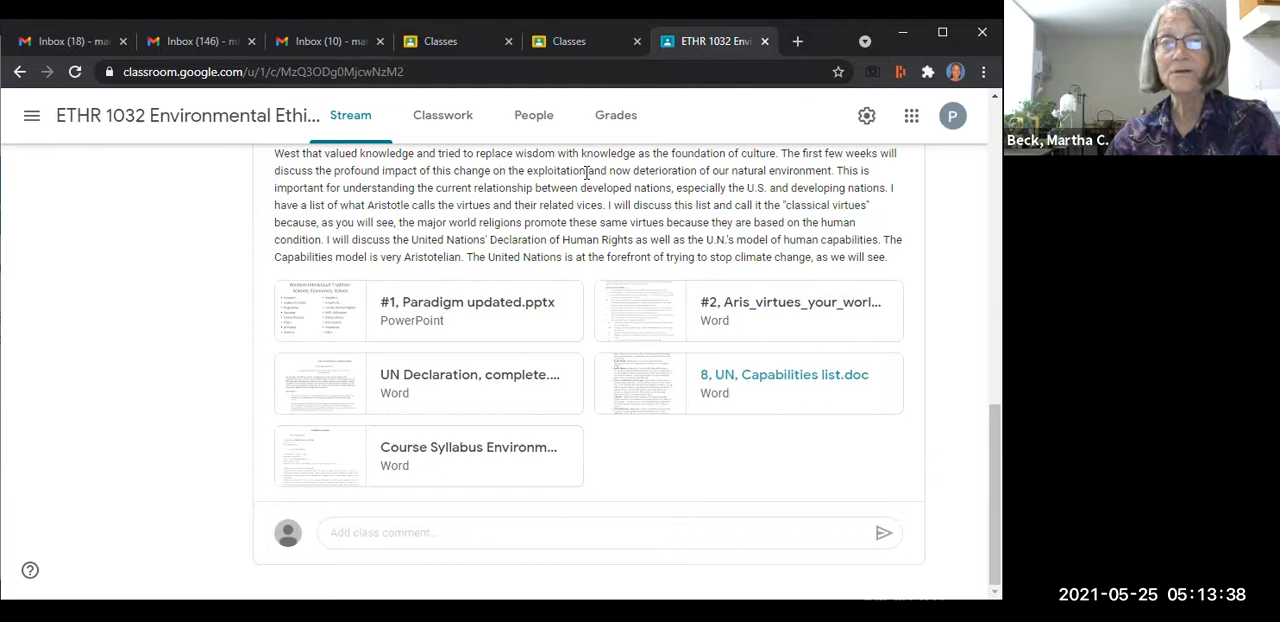 Inbox (18) - ma
Inbox (146) - m
Inbox (10) - ma
Classes
Classes
ETHR 1032 Envi
classroom.google.com/u/1/c/MzQ3ODg0MjcwNzM2
ETHR 1032 Environmental Ethi...
Stream
Classwork
People
Grades
P
West that valued knowledge and tried to replace wisdom with knowledge as the foundation of culture. The first few weeks will
discuss the profound impact of this change on the exploitation and now deterioration of our natural environment. This is
important for understanding the current relationship between developed nations, especially the U.S. and developing nations. I
have a list of what Aristotle calls the virtues and their related vices. I will discuss this list and call it the "classical virtues"
because, as you will see, the major world religions promote these same virtues because they are based on the human
condition. I will discuss the United Nations' Declaration of Human Rights as well as the U.N.'s model of human capabilities. The
Capabilities model is very Aristotelian. The United Nations is at the forefront of trying to stop climate change, as we will see.
#1, Paradigm updated.pptx
PowerPoint
#2, Aris_virtues_your_worl...
Word
UN Declaration, complete....
Word
8, UN Capabilities list.doc
Word
Course Syllabus Environm...
Word
Add class comment...
Beck, Martha C.
2021-05-25 05:13:38